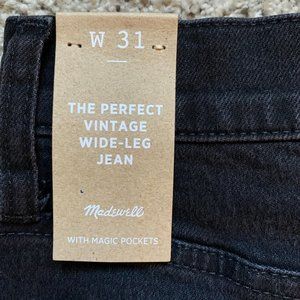 W 31
THE PERFECT
VINTAGE
WIDE-LEG
JEAN
Madewell
WITH MAGIC POCKETS